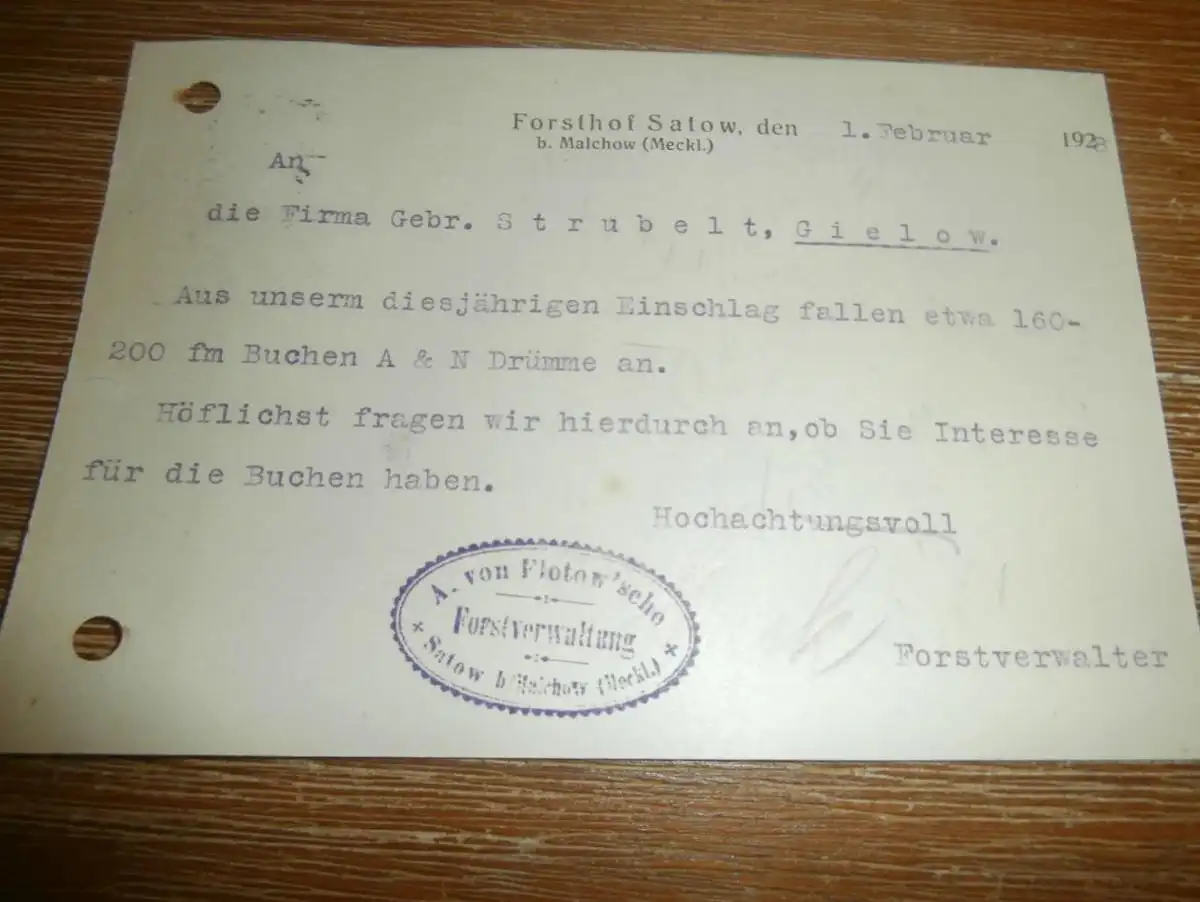 Forsthof Satow, den 1. Februar 1928
b. Malchow (Meckl.)
An
die Firma Gebr. S t r u b e l t, G i e l o w.
Aus unserm diesjährigen Einschlag fallen etwa 160-
200 fm Buchen A & N Drümme an.
Höflichst fragen wir hierdurch an, ob Sie Interesse
für die Buchen haben.
Hochachtungsvoll
A. von Flotow'sche
Forstverwaltung
Satow b/Malchow (Meckl.)
Forstverwalter